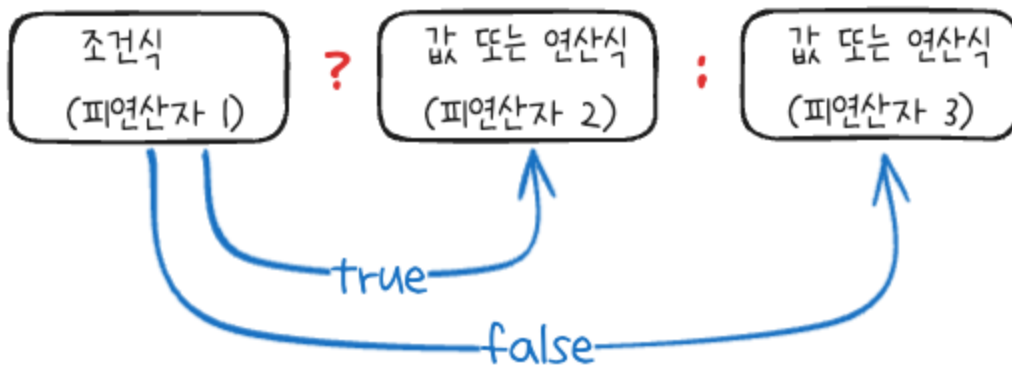 조건식
(피연산자 1)
?
값 또는 연산식
(피연산자 2)
:
값 또는 연산식
(피연산자 3)
true
false